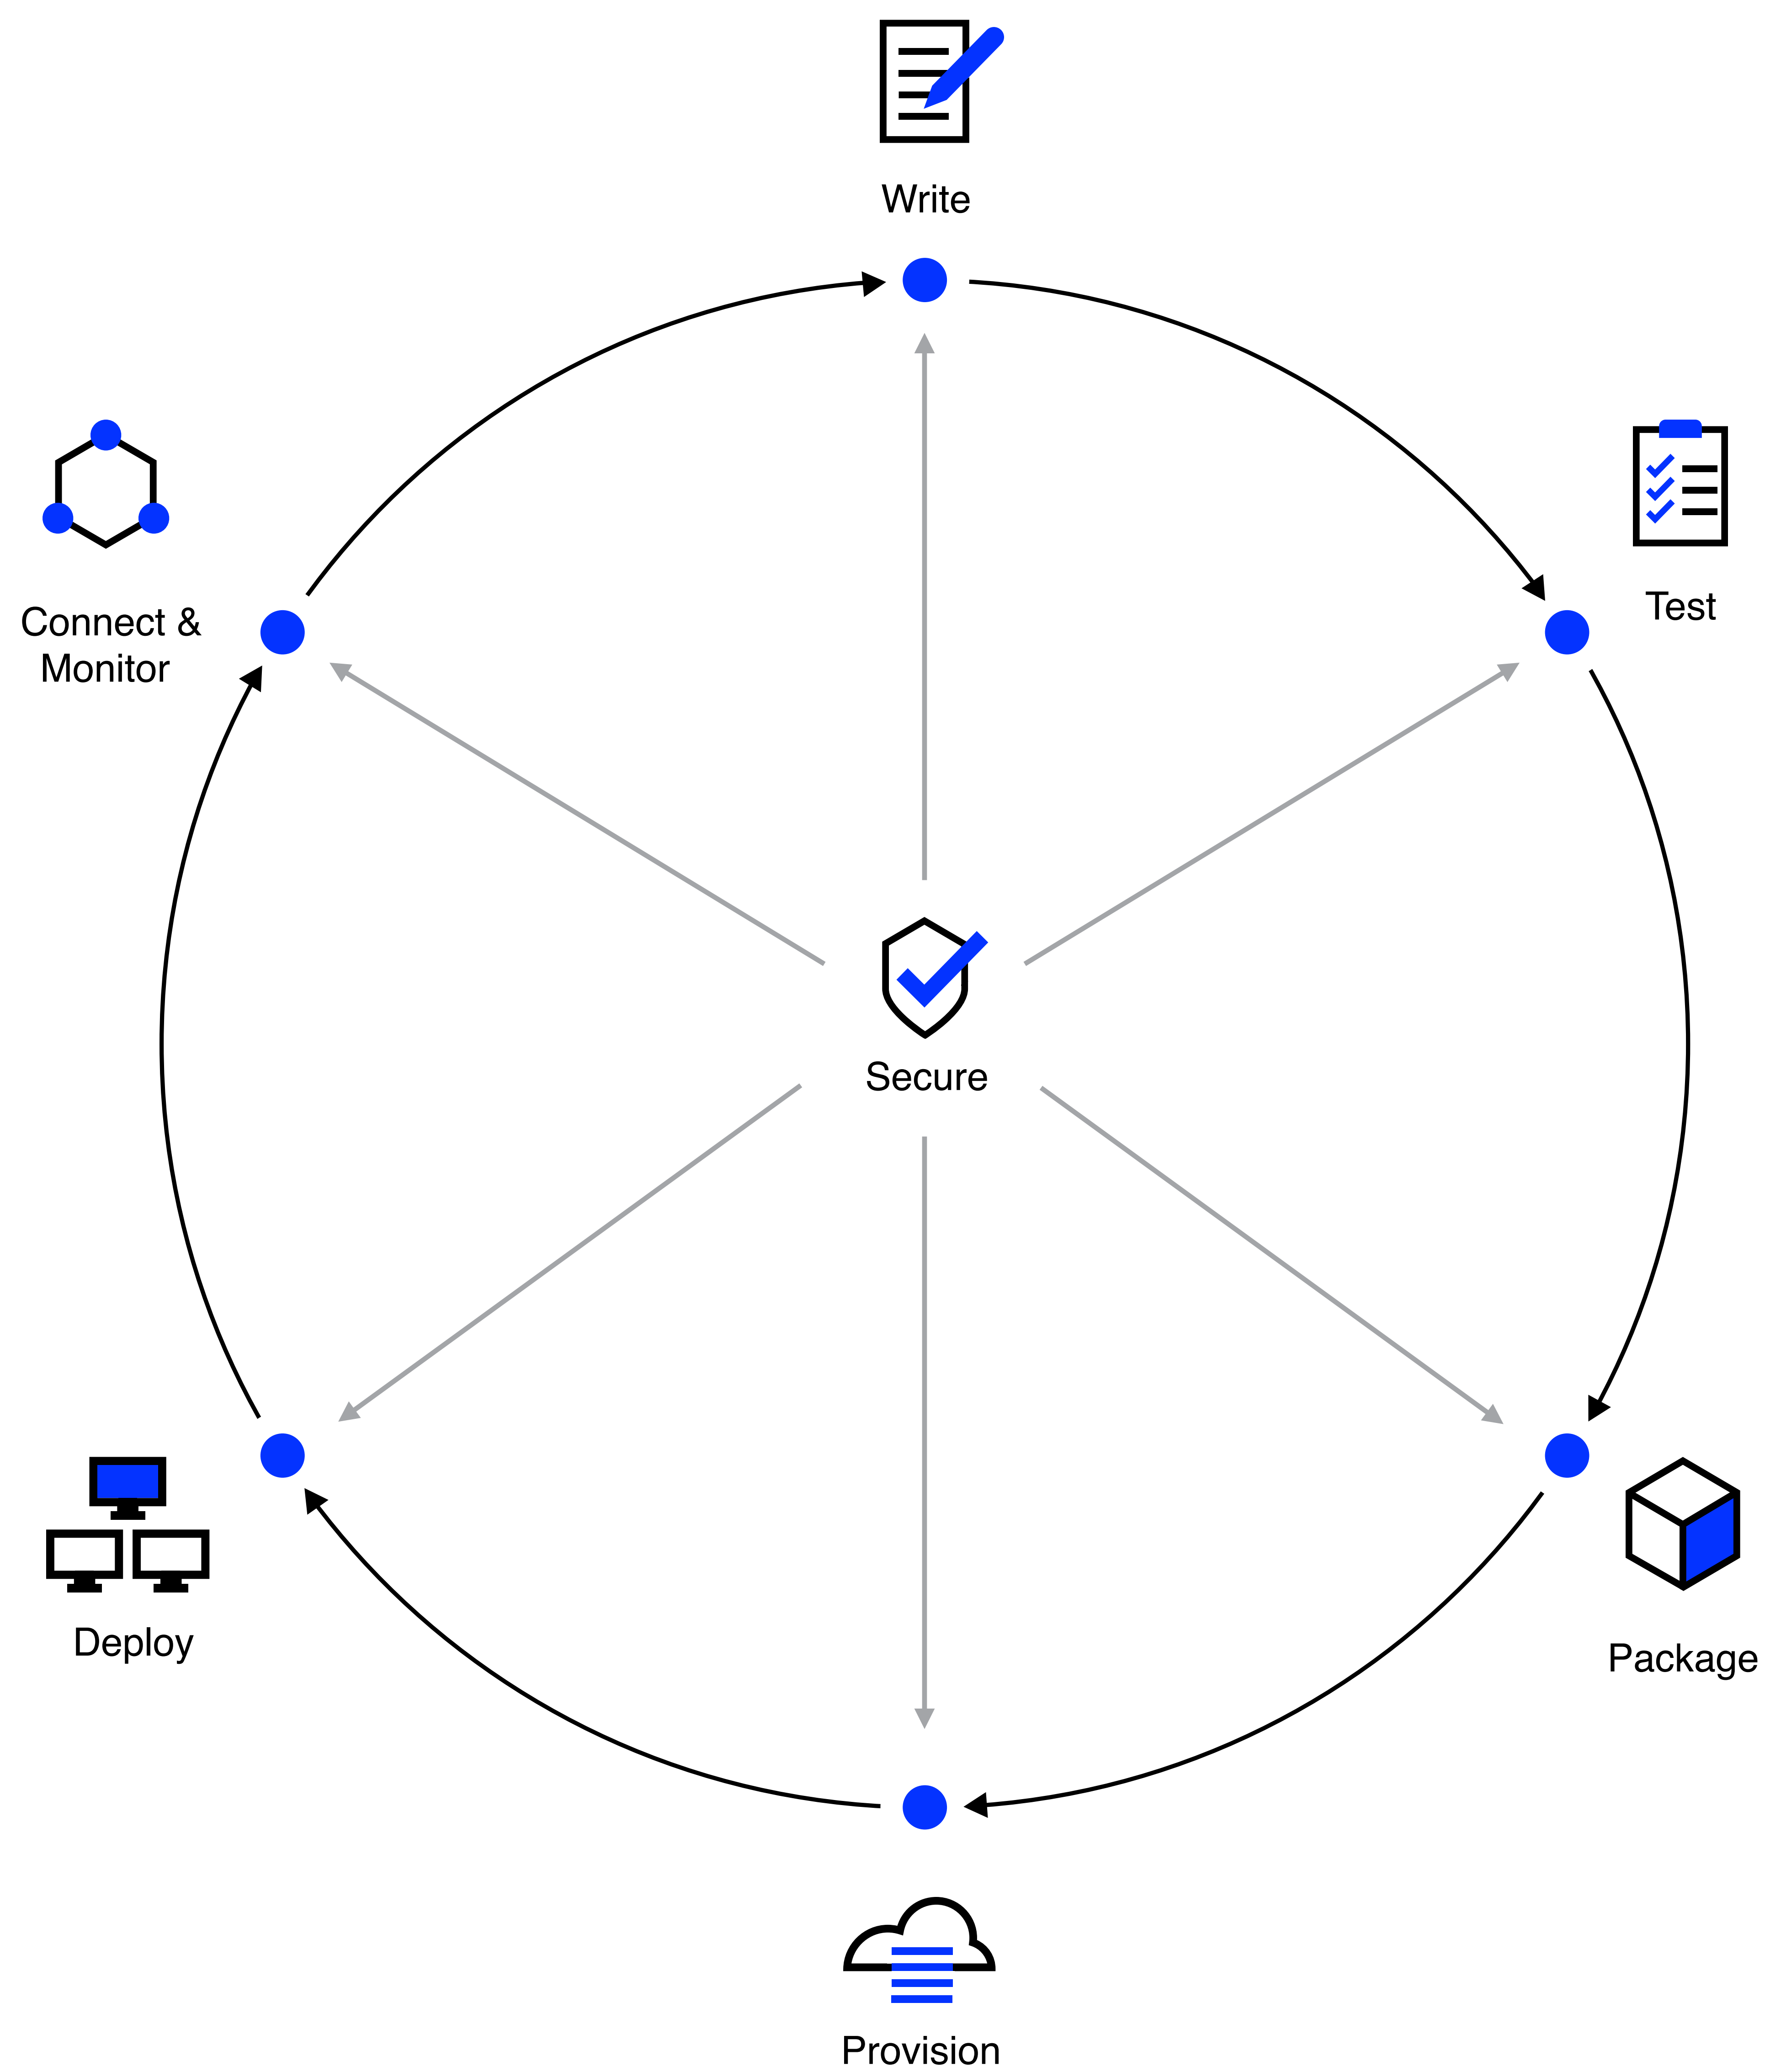 Write
Test
Connect &
Monitor
Secure
Deploy
Package
Provision